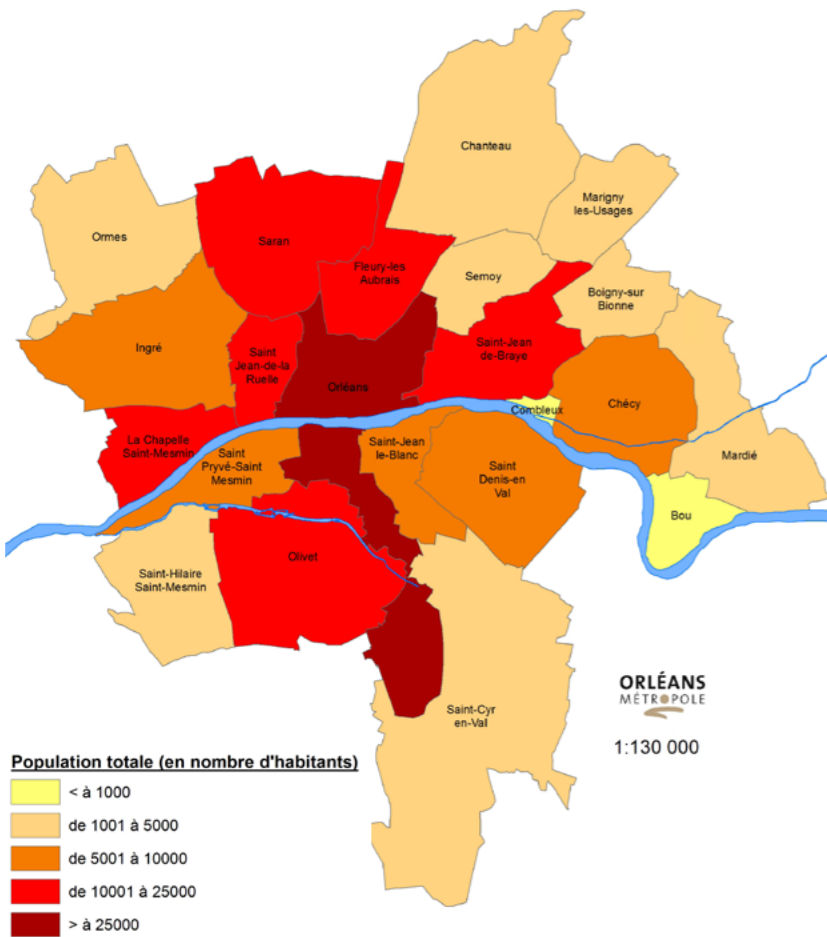 Chanteau
Marigny
les-Usages
Ormes
Saran
Fleury-les
Aubrais
Semoy
Boigny-sur
Bionne
Ingré
Saint
Jean-de-la
Ruelle
Orléans
Saint-Jean
de-Braye
Combleux
Chécy
La Chapelle
Saint-Mesmin
Saint
Pryvé-Saint
Mesmin
Saint-Jean
le-Blanc
Saint
Denis-en
Val
Mardié
Bou
Saint-Hilaire
Saint-Mesmin
Olivet
Saint-Cyr
en-Val
ORLÉANS
MÉTROPOLE
1:130 000
Population totale (en nombre d'habitants)
< à 1000
de 1001 à 5000
de 5001 à 10000
de 10001 à 25000
> à 25000